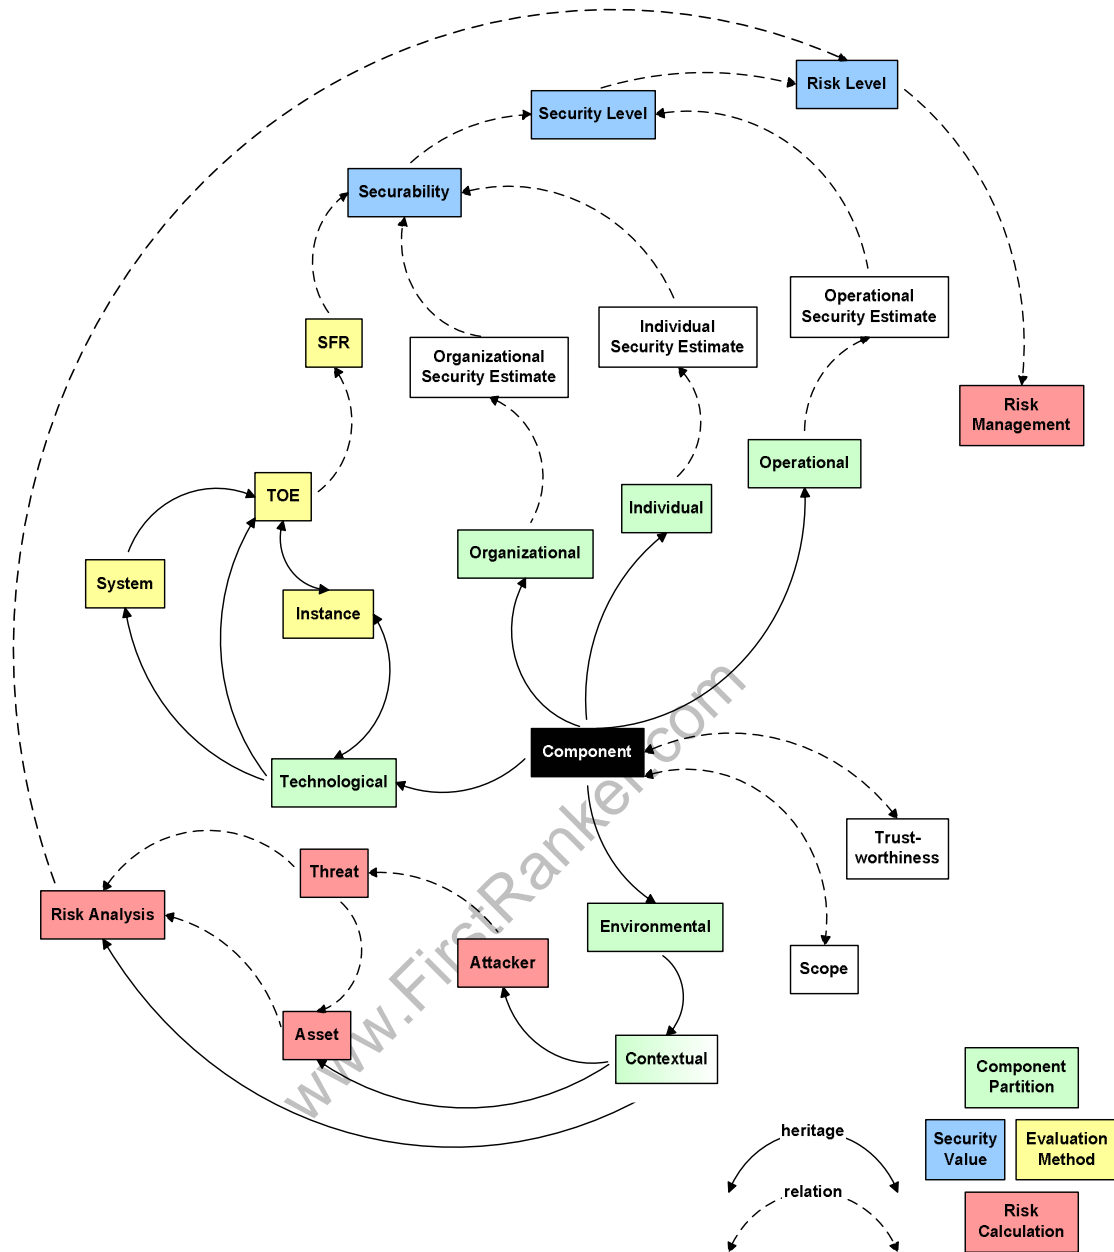 Risk Level
Security Level
Securability
Operational
Security Estimate
Individual
Security Estimate
SFR
Organizational
Security Estimate
Risk
Management
Operational
TOE
Individual
Organizational
System
Instance
Component
Technological
Trust-
worthiness
Threat
Risk Analysis
Environmental
Attacker
Scope
Asset
Contextual
www.FirstRanker.com
Component
Partition
heritage
Security
Value
Evaluation
Method
relation
Risk
Calculation